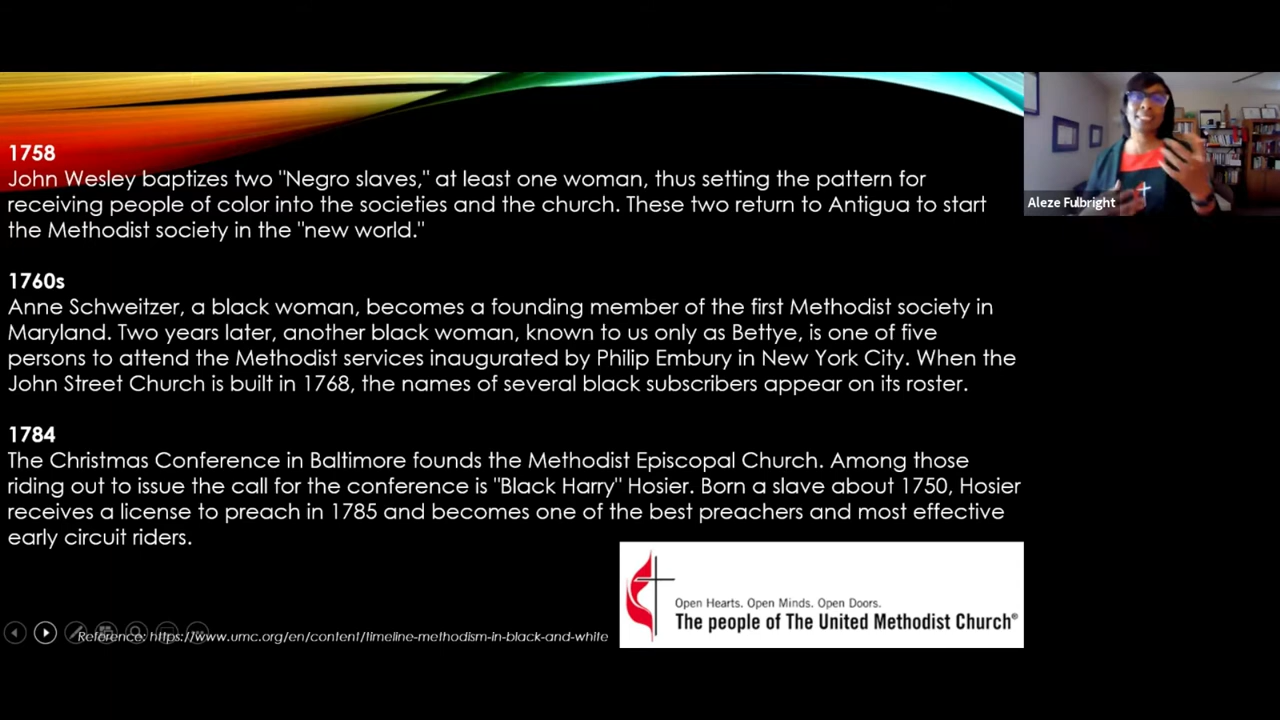 1758
John Wesley baptizes two "Negro slaves," at least one woman, thus setting the pattern for
receiving people of color into the societies and the church. These two return to Antigua to start
the Methodist society in the "new world."
1760s
Anne Schweitzer, a black woman, becomes a founding member of the first Methodist society in
Maryland. Two years later, another black woman, known to us only as Bettye, is one of five
persons to attend the Methodist services inaugurated by Philip Embury in New York City. When the
John Street Church is built in 1768, the names of several black subscribers appear on its roster.
1784
The Christmas Conference in Baltimore founds the Methodist Episcopal Church. Among those
riding out to issue the call for the conference is "Black Harry" Hosier. Born a slave about 1750, Hosier
receives a license to preach in 1785 and becomes one of the best preachers and most effective
early circuit riders.
Reference: https://www.umc.org/en/content/timeline-methodism-in-black-and-white
Open Hearts. Open Minds. Open Doors.
The people of The United Methodist Church®
Aleze Fulbright